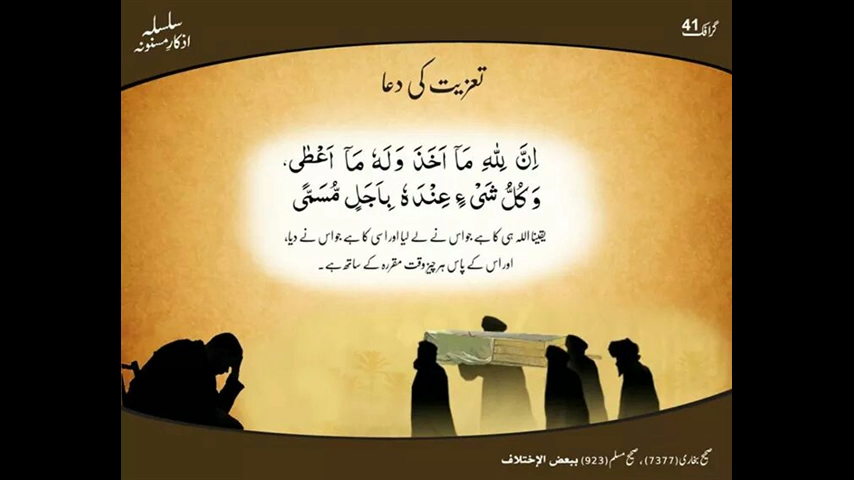 سلسلہ
اذکارِ مسنونہ
گرافک 41
تعزیت کی دعا
اِنَّ لِلّٰهِ مَآ اَخَذَ وَلَهٗ مَآ اَعْطٰى،
وَكُلُّ شَىْءٍ عِنْدَهٗ بِاَجَلٍ مُّسَمًّى
یقینا اللہ ہی کا ہے جو اس نے لے لیا اور اسی کا ہے جو اس نے دیا،
اور اس کے پاس ہر چیز وقت مقررہ کے ساتھ ہے۔
صحیح بخاری (7377)، صحیح مسلم (923) ببعض الإختلاف